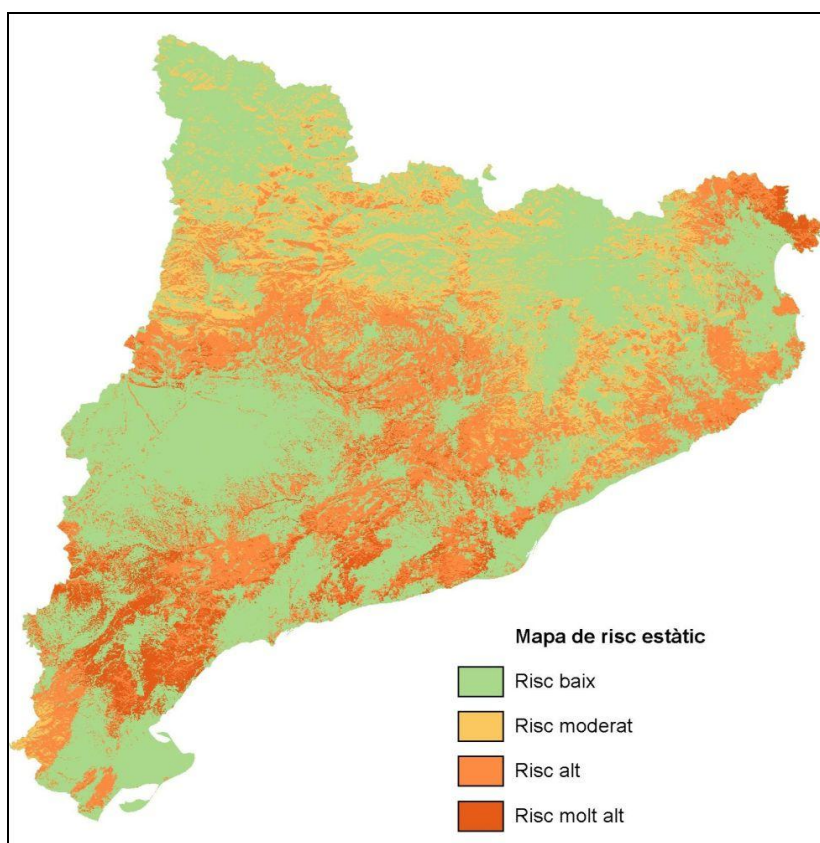 Mapa de risc estàtic
Risc baix
Risc moderat
Risc alt
Risc molt alt